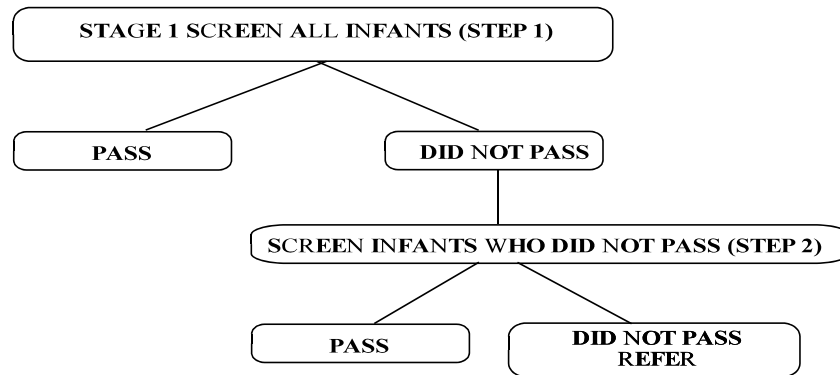 STAGE 1 SCREEN ALL INFANTS (STEP 1)
PASS
DID NOT PASS
SCREEN INFANTS WHO DID NOT PASS (STEP 2)
PASS
DID NOT PASS
REFER